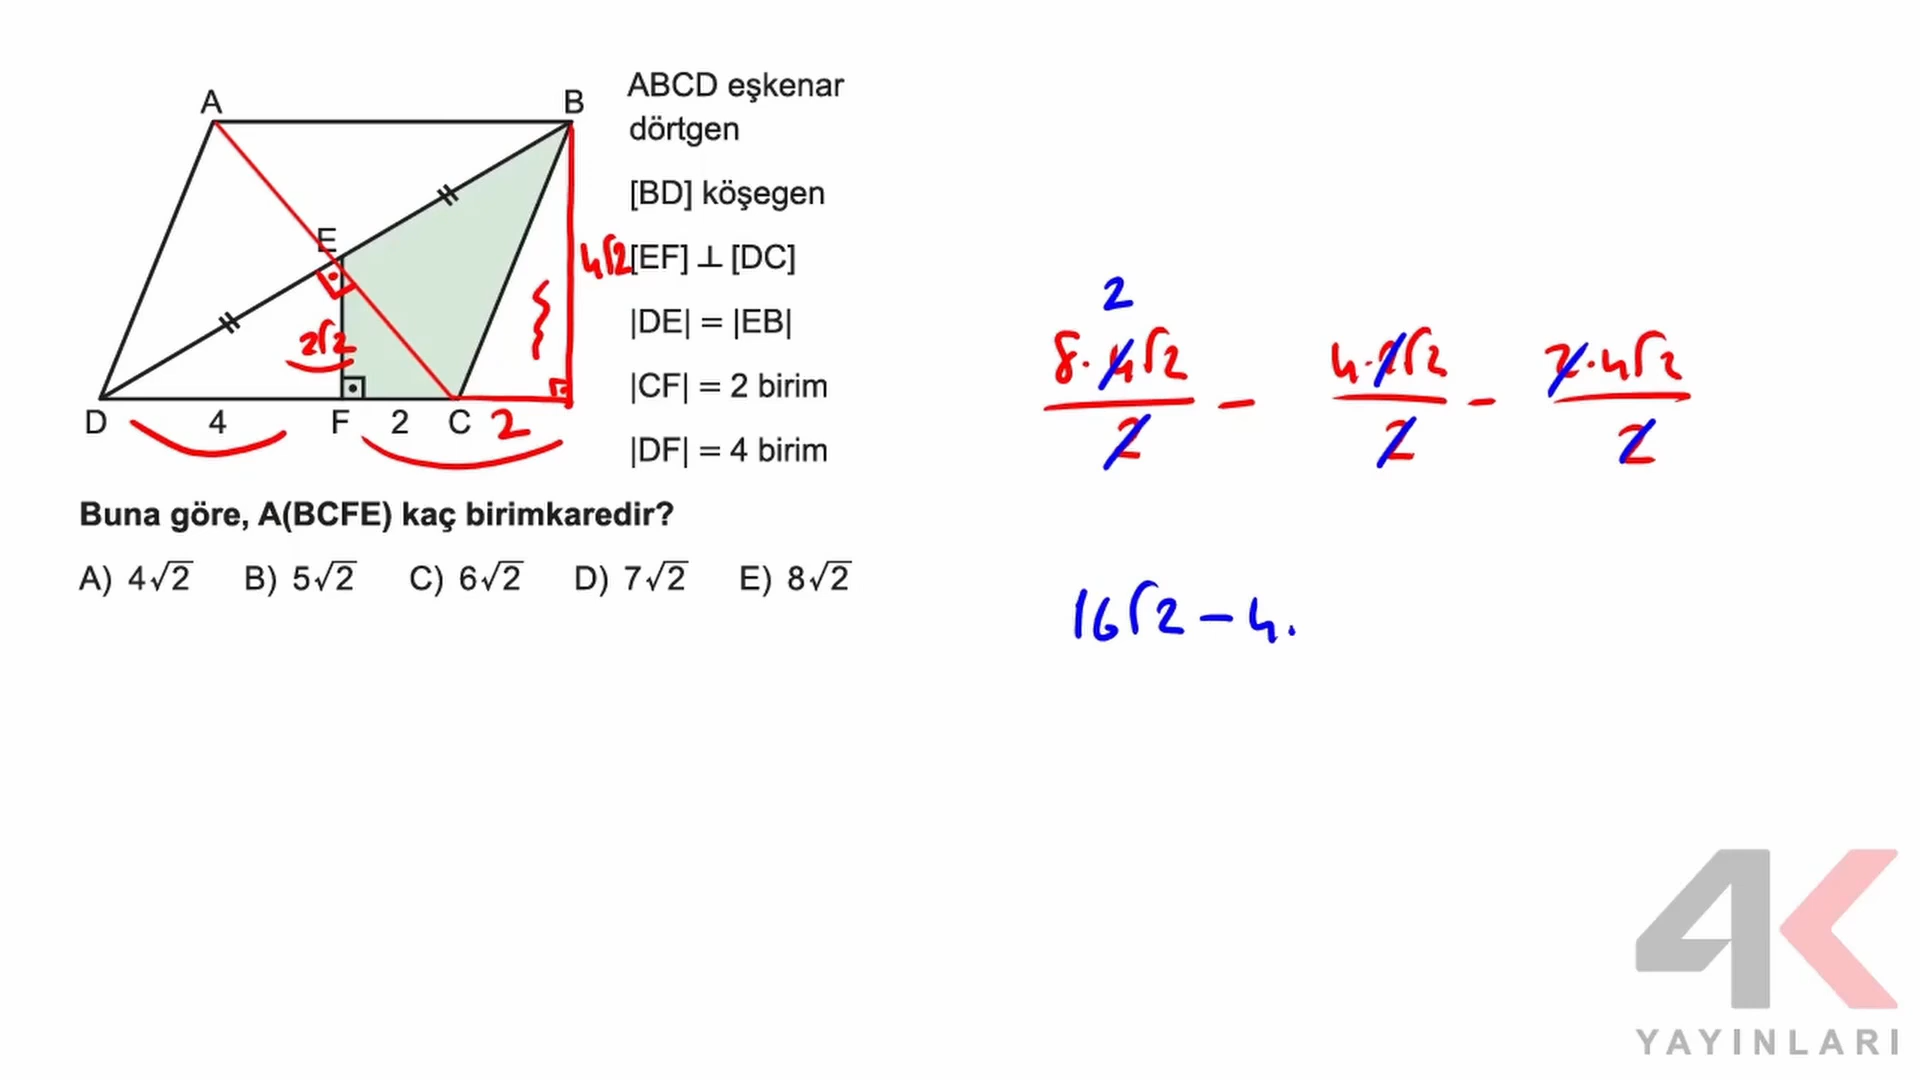 A
B
E
D
4
F
2
C
2
2√2
4√2
ABCD eşkenar
dörtgen
[BD] köşegen
[EF] ⊥ [DC]
|DE| = |EB|
|CF| = 2 birim
|DF| = 4 birim
Buna göre, A(BCFE) kaç birimkaredir?
A) 4√2 B) 5√2 C) 6√2 D) 7√2 E) 8√2
2
8·4√2 / 2 − 4·2√2 / 2 − 2·4√2 / 2
16√2 − 4.
4K
YAYINLARI